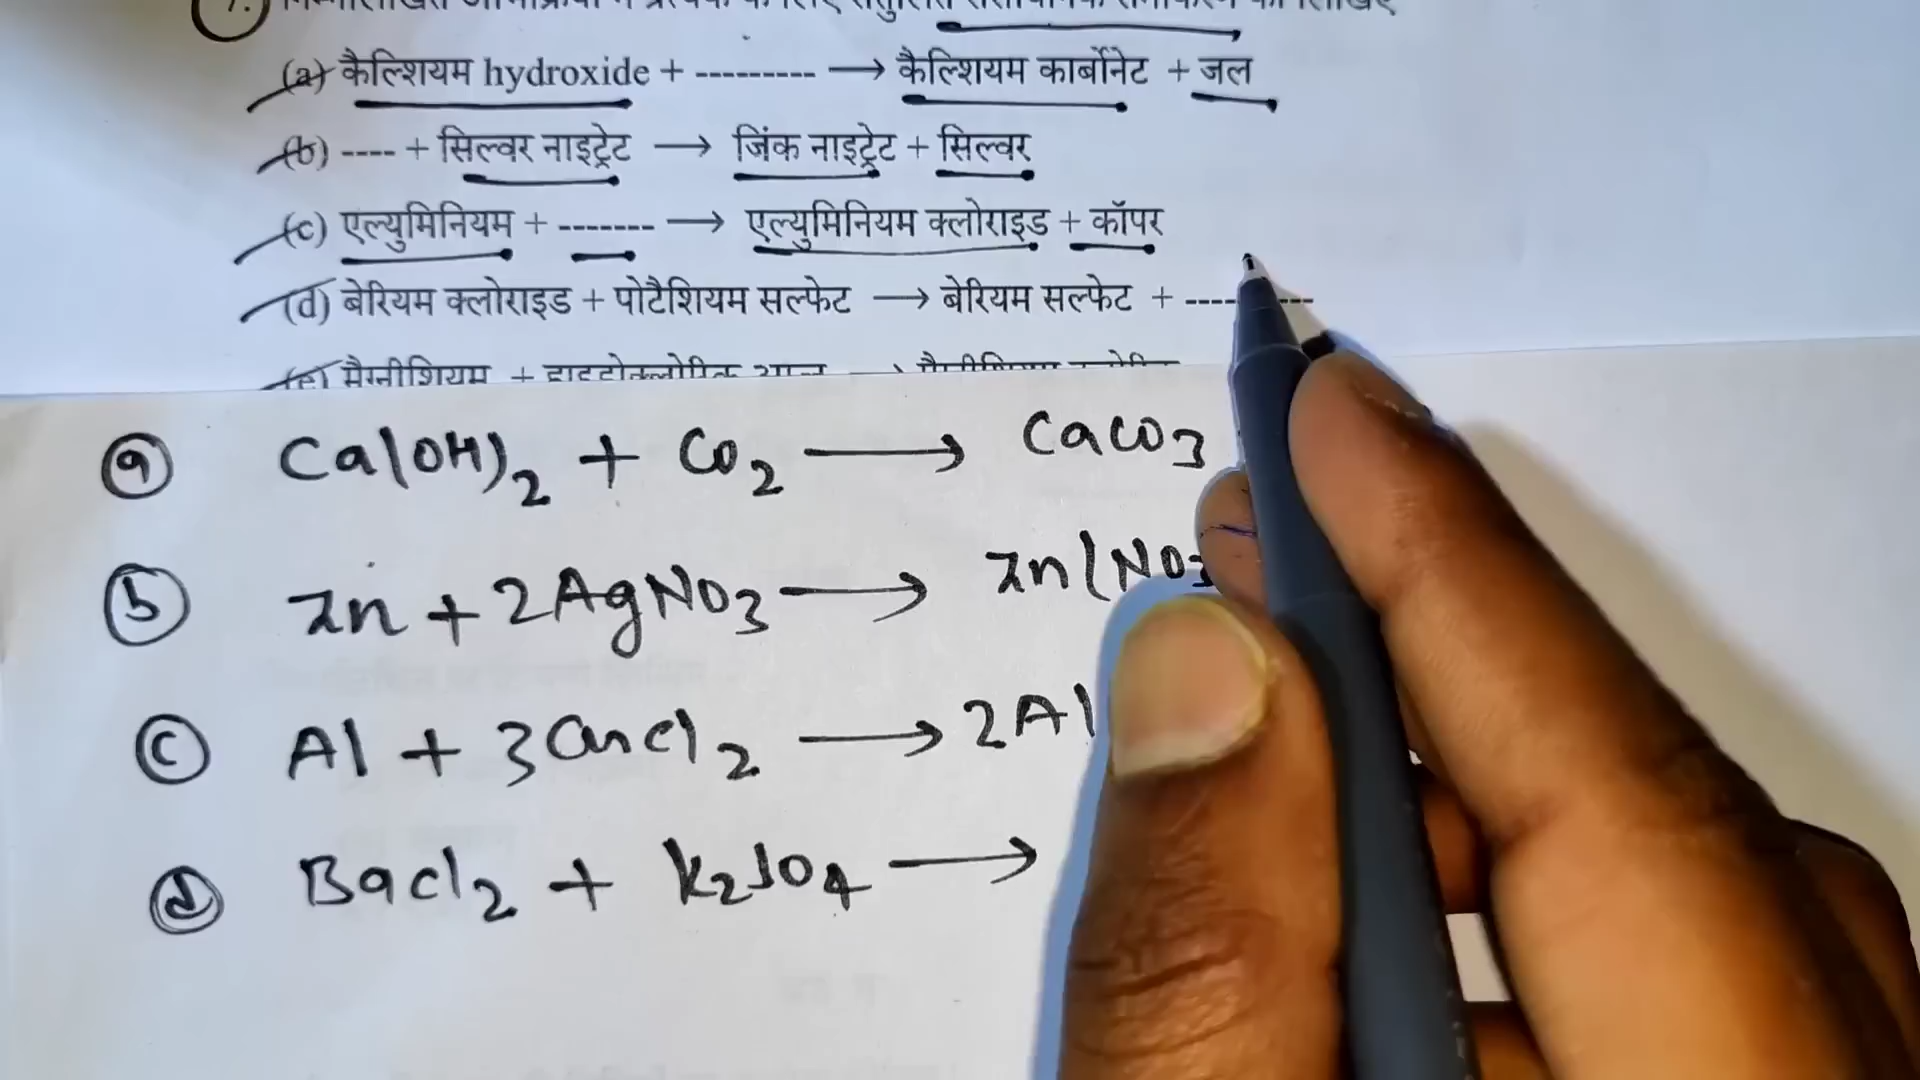 (a) कैल्शियम hydroxide + --------- → कैल्शियम कार्बोनेट + जल
(b) ---- + सिल्वर नाइट्रेट → जिंक नाइट्रेट + सिल्वर
(c) एल्युमिनियम + ------- → एल्युमिनियम क्लोराइड + कॉपर
(d) बेरियम क्लोराइड + पोटैशियम सल्फेट → बेरियम सल्फेट + ---- ---
(e) मैग्नीशियम +
(a) Ca(OH)2 + CO2 → CaCO3
(b) Zn + 2AgNO3 → Zn(NO3
(c) Al + 3CuCl2 → 2Al
(d) BaCl2 + K2SO4 →